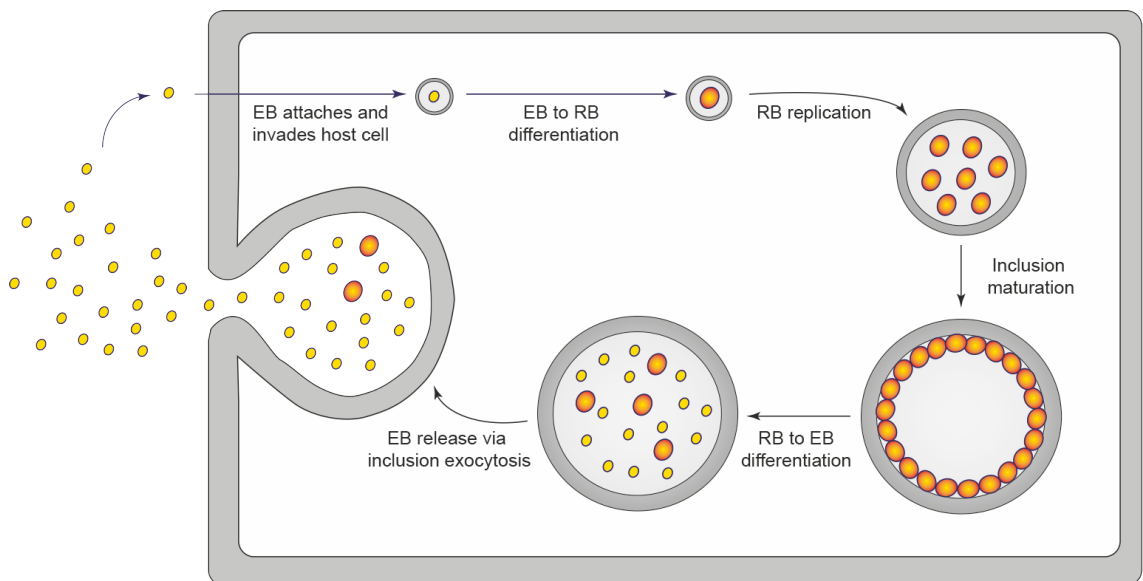 EB attaches and
invades host cell
EB to RB
differentiation
RB replication
Inclusion
maturation
RB to EB
differentiation
EB release via
inclusion exocytosis